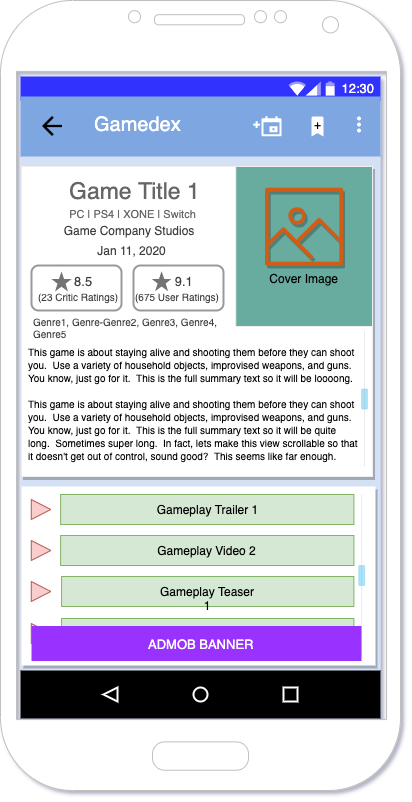 12:30
Gamedex
Game Title 1
PC | PS4 | XONE | Switch
Game Company Studios
Jan 11, 2020
8.5
(23 Critic Ratings)
9.1
(675 User Ratings)
Cover Image
Genre1, Genre-Genre2, Genre3, Genre4,
Genre5
This game is about staying alive and shooting them before they can shoot
you. Use a variety of household objects, improvised weapons, and guns.
You know, just go for it. This is the full summary text so it will be loooong.
This game is about staying alive and shooting them before they can shoot
you. Use a variety of household objects, improvised weapons, and guns.
You know, just go for it. This is the full summary text so it will be quite
long. Sometimes super long. In fact, lets make this view scrollable so that
it doesn't get out of control, sound good? This seems like far enough.
Gameplay Trailer 1
Gameplay Video 2
Gameplay Teaser
1
ADMOB BANNER